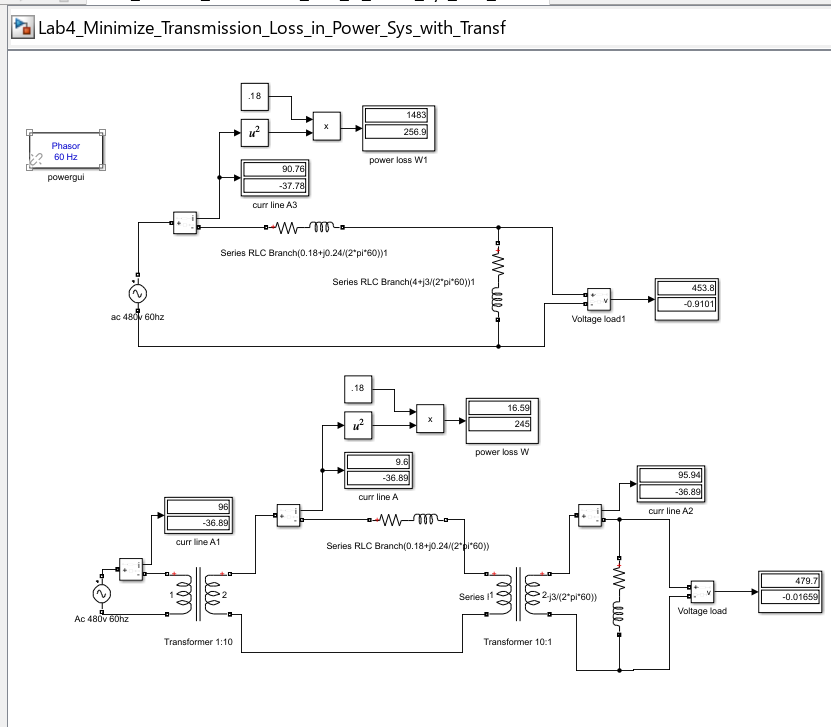 Lab4_Minimize_Transmission_Loss_in_Power_Sys_with_Transf
Phasor
60 Hz
powergui
.18
u²
x
1483
256.9
power loss W1
90.76
-37.78
curr line A3
i
+
-
Series RLC Branch(0.18+j0.24/(2*pi*60))1
Series RLC Branch(4+j3/(2*pi*60))1
ac 480v 60hz
+
-
v
Voltage load1
453.8
-0.9101
.18
u²
x
16.59
245
power loss W
9.6
-36.89
curr line A
i
+
-
Series RLC Branch(0.18+j0.24/(2*pi*60))
96
-36.89
curr line A1
i
+
-
Ac 480v 60hz
1
2
Transformer 1:10
Series l
1
2
-j3/(2*pi*60))
Transformer 10:1
i
+
-
95.94
-36.89
curr line A2
+
-
v
Voltage load
479.7
-0.01659